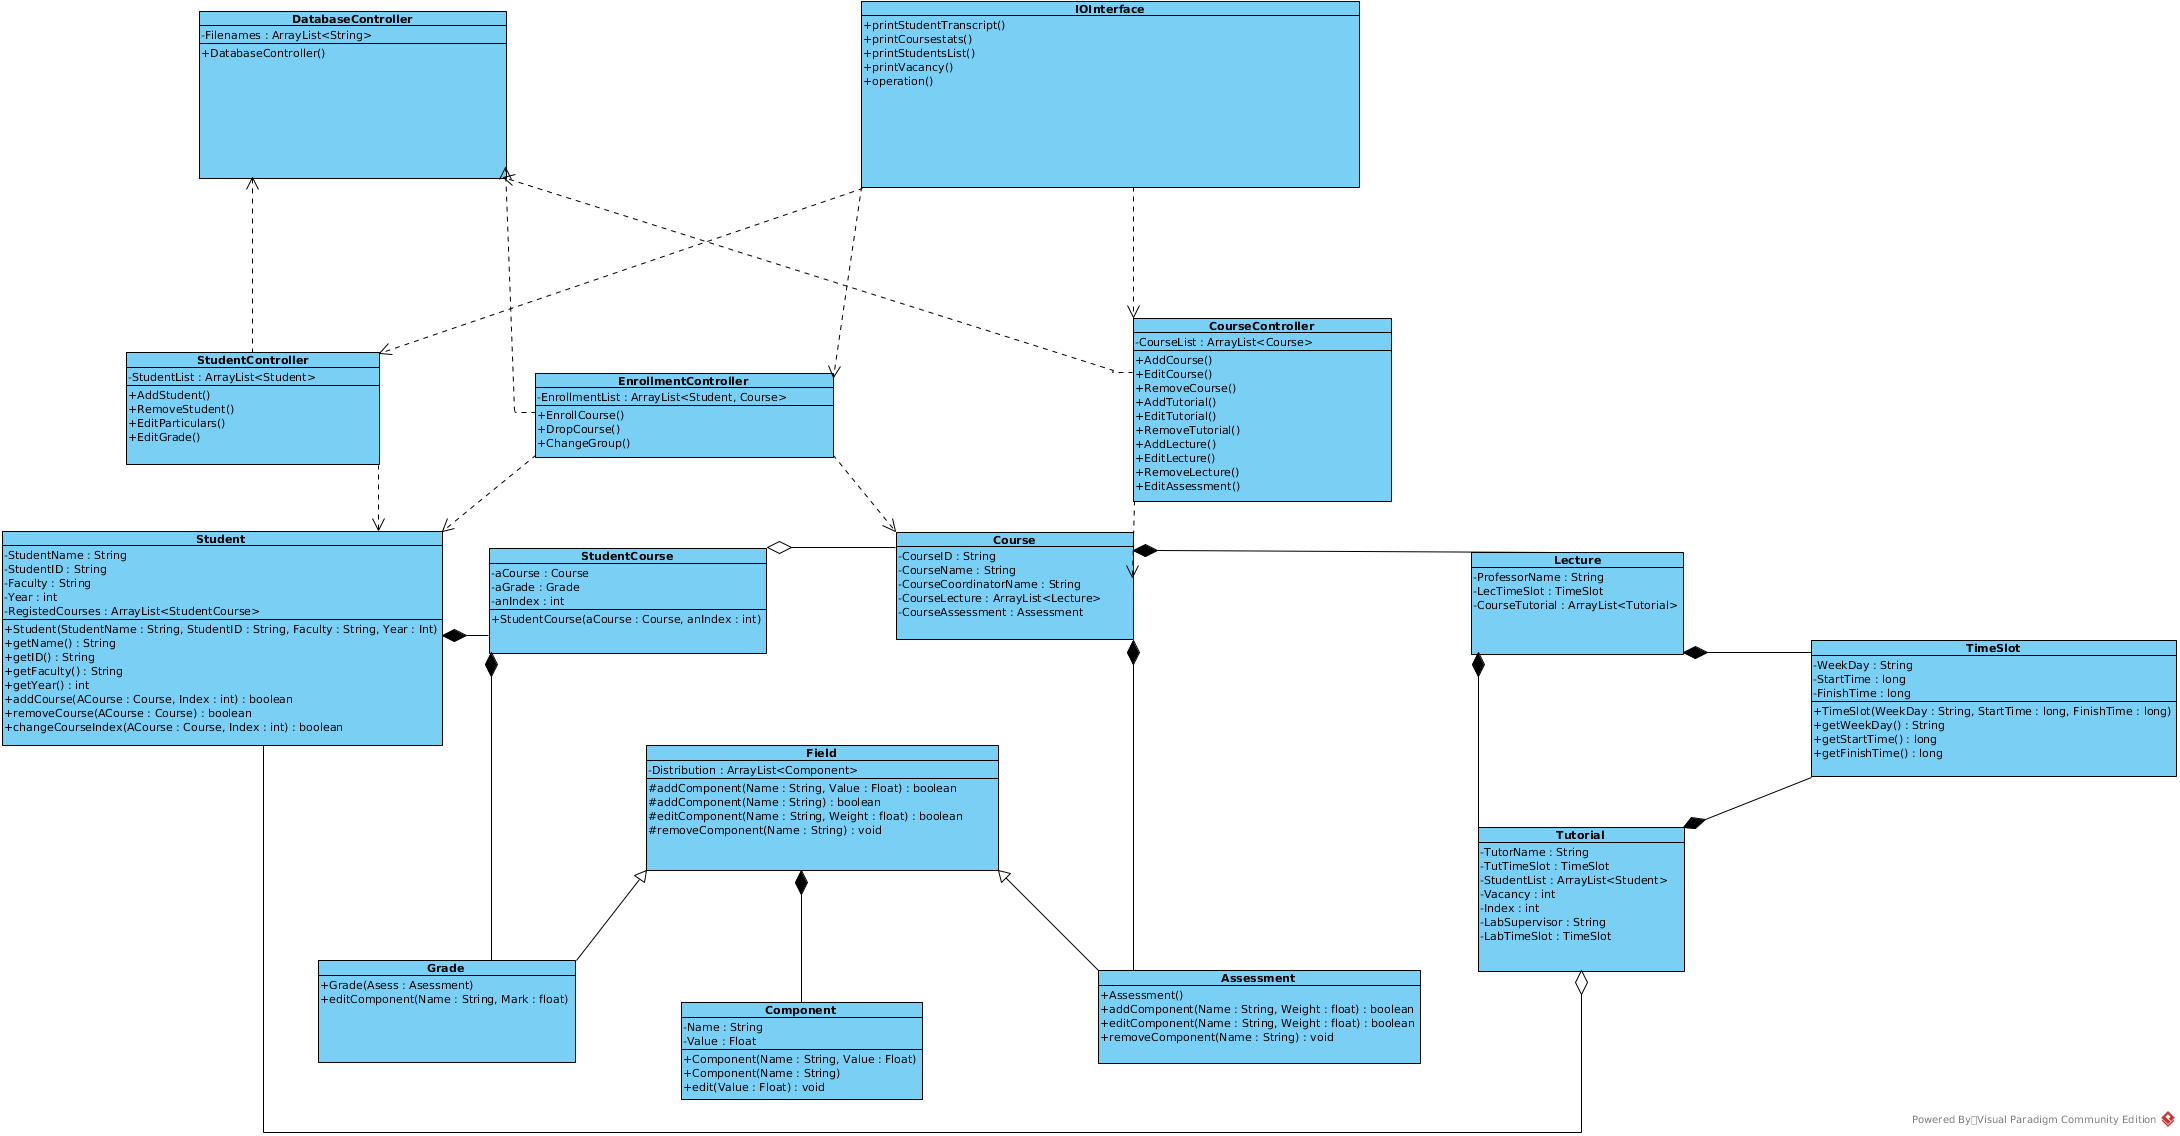 DatabaseController
-Filenames : ArrayList<String>
+DatabaseController()
IOInterface
+printStudentTranscript()
+printCoursestats()
+printStudentsList()
+printVacancy()
+operation()
StudentController
-StudentList : ArrayList<Student>
+AddStudent()
+RemoveStudent()
+EditParticulars()
+EditGrade()
EnrollmentController
-EnrollmentList : ArrayList<Student, Course>
+EnrollCourse()
+DropCourse()
+ChangeGroup()
CourseController
-CourseList : ArrayList<Course>
+AddCourse()
+EditCourse()
+RemoveCourse()
+AddTutorial()
+EditTutorial()
+RemoveTutorial()
+AddLecture()
+EditLecture()
+RemoveLecture()
+EditAssessment()
Student
-StudentName : String
-StudentID : String
-Faculty : String
-Year : int
-RegistedCourses : ArrayList<StudentCourse>
+Student(StudentName : String, StudentID : String, Faculty : String, Year : Int)
+getName() : String
+getID() : String
+getFaculty() : String
+getYear() : int
+addCourse(ACourse : Course, Index : int) : boolean
+removeCourse(ACourse : Course) : boolean
+changeCourseIndex(ACourse : Course, Index : int) : boolean
StudentCourse
-aCourse : Course
-aGrade : Grade
-anIndex : int
+StudentCourse(aCourse : Course, anIndex : int)
Course
-CourseID : String
-CourseName : String
-CourseCoordinatorName : String
-CourseLecture : ArrayList<Lecture>
-CourseAssessment : Assessment
Lecture
-ProfessorName : String
-LecTimeSlot : TimeSlot
-CourseTutorial : ArrayList<Tutorial>
TimeSlot
-WeekDay : String
-StartTime : long
-FinishTime : long
+TimeSlot(WeekDay : String, StartTime : long, FinishTime : long)
+getWeekDay() : String
+getStartTime() : long
+getFinishTime() : long
Field
-Distribution : ArrayList<Component>
#addComponent(Name : String, Value : Float) : boolean
#addComponent(Name : String) : boolean
#editComponent(Name : String, Weight : float) : boolean
#removeComponent(Name : String) : void
Tutorial
-TutorName : String
-TutTimeSlot : TimeSlot
-StudentList : ArrayList<Student>
-Vacancy : int
-Index : int
-LabSupervisor : String
-LabTimeSlot : TimeSlot
Grade
+Grade(Asess : Asessment)
+editComponent(Name : String, Mark : float)
Component
-Name : String
-Value : Float
+Component(Name : String, Value : Float)
+Component(Name : String)
+edit(Value : Float) : void
Assessment
+Assessment()
+addComponent(Name : String, Weight : float) : boolean
+editComponent(Name : String, Weight : float) : boolean
+removeComponent(Name : String) : void
Powered By Visual Paradigm Community Edition